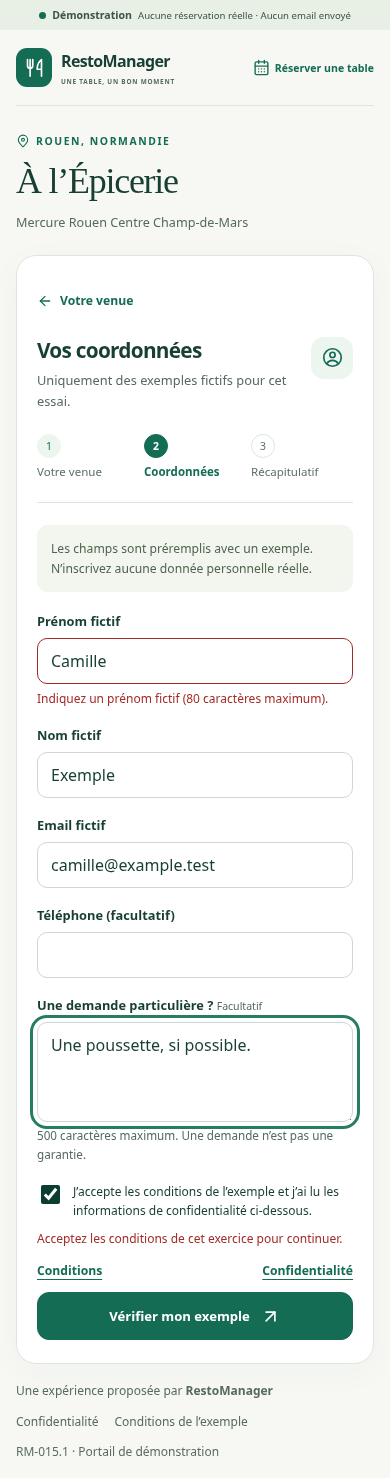 Démonstration Aucune réservation réelle · Aucun email envoyé
RestoManager
UNE TABLE, UN BON MOMENT
Réserver une table
ROUEN, NORMANDIE
À l’Épicerie
Mercure Rouen Centre Champ-de-Mars
Votre venue
Vos coordonnées
Uniquement des exemples fictifs pour cet
essai.
1 2 3
Votre venue Coordonnées Récapitulatif
Les champs sont préremplis avec un exemple.
N’inscrivez aucune donnée personnelle réelle.
Prénom fictif
Camille
Indiquez un prénom fictif (80 caractères maximum).
Nom fictif
Exemple
Email fictif
camille@example.test
Téléphone (facultatif)
Une demande particulière ? Facultatif
Une poussette, si possible.
500 caractères maximum. Une demande n’est pas une
garantie.
J’accepte les conditions de l’exemple et j’ai lu les
informations de confidentialité ci-dessous.
Acceptez les conditions de cet exercice pour continuer.
Conditions Confidentialité
Vérifier mon exemple
Une expérience proposée par RestoManager
Confidentialité Conditions de l’exemple
RM-015.1 · Portail de démonstration